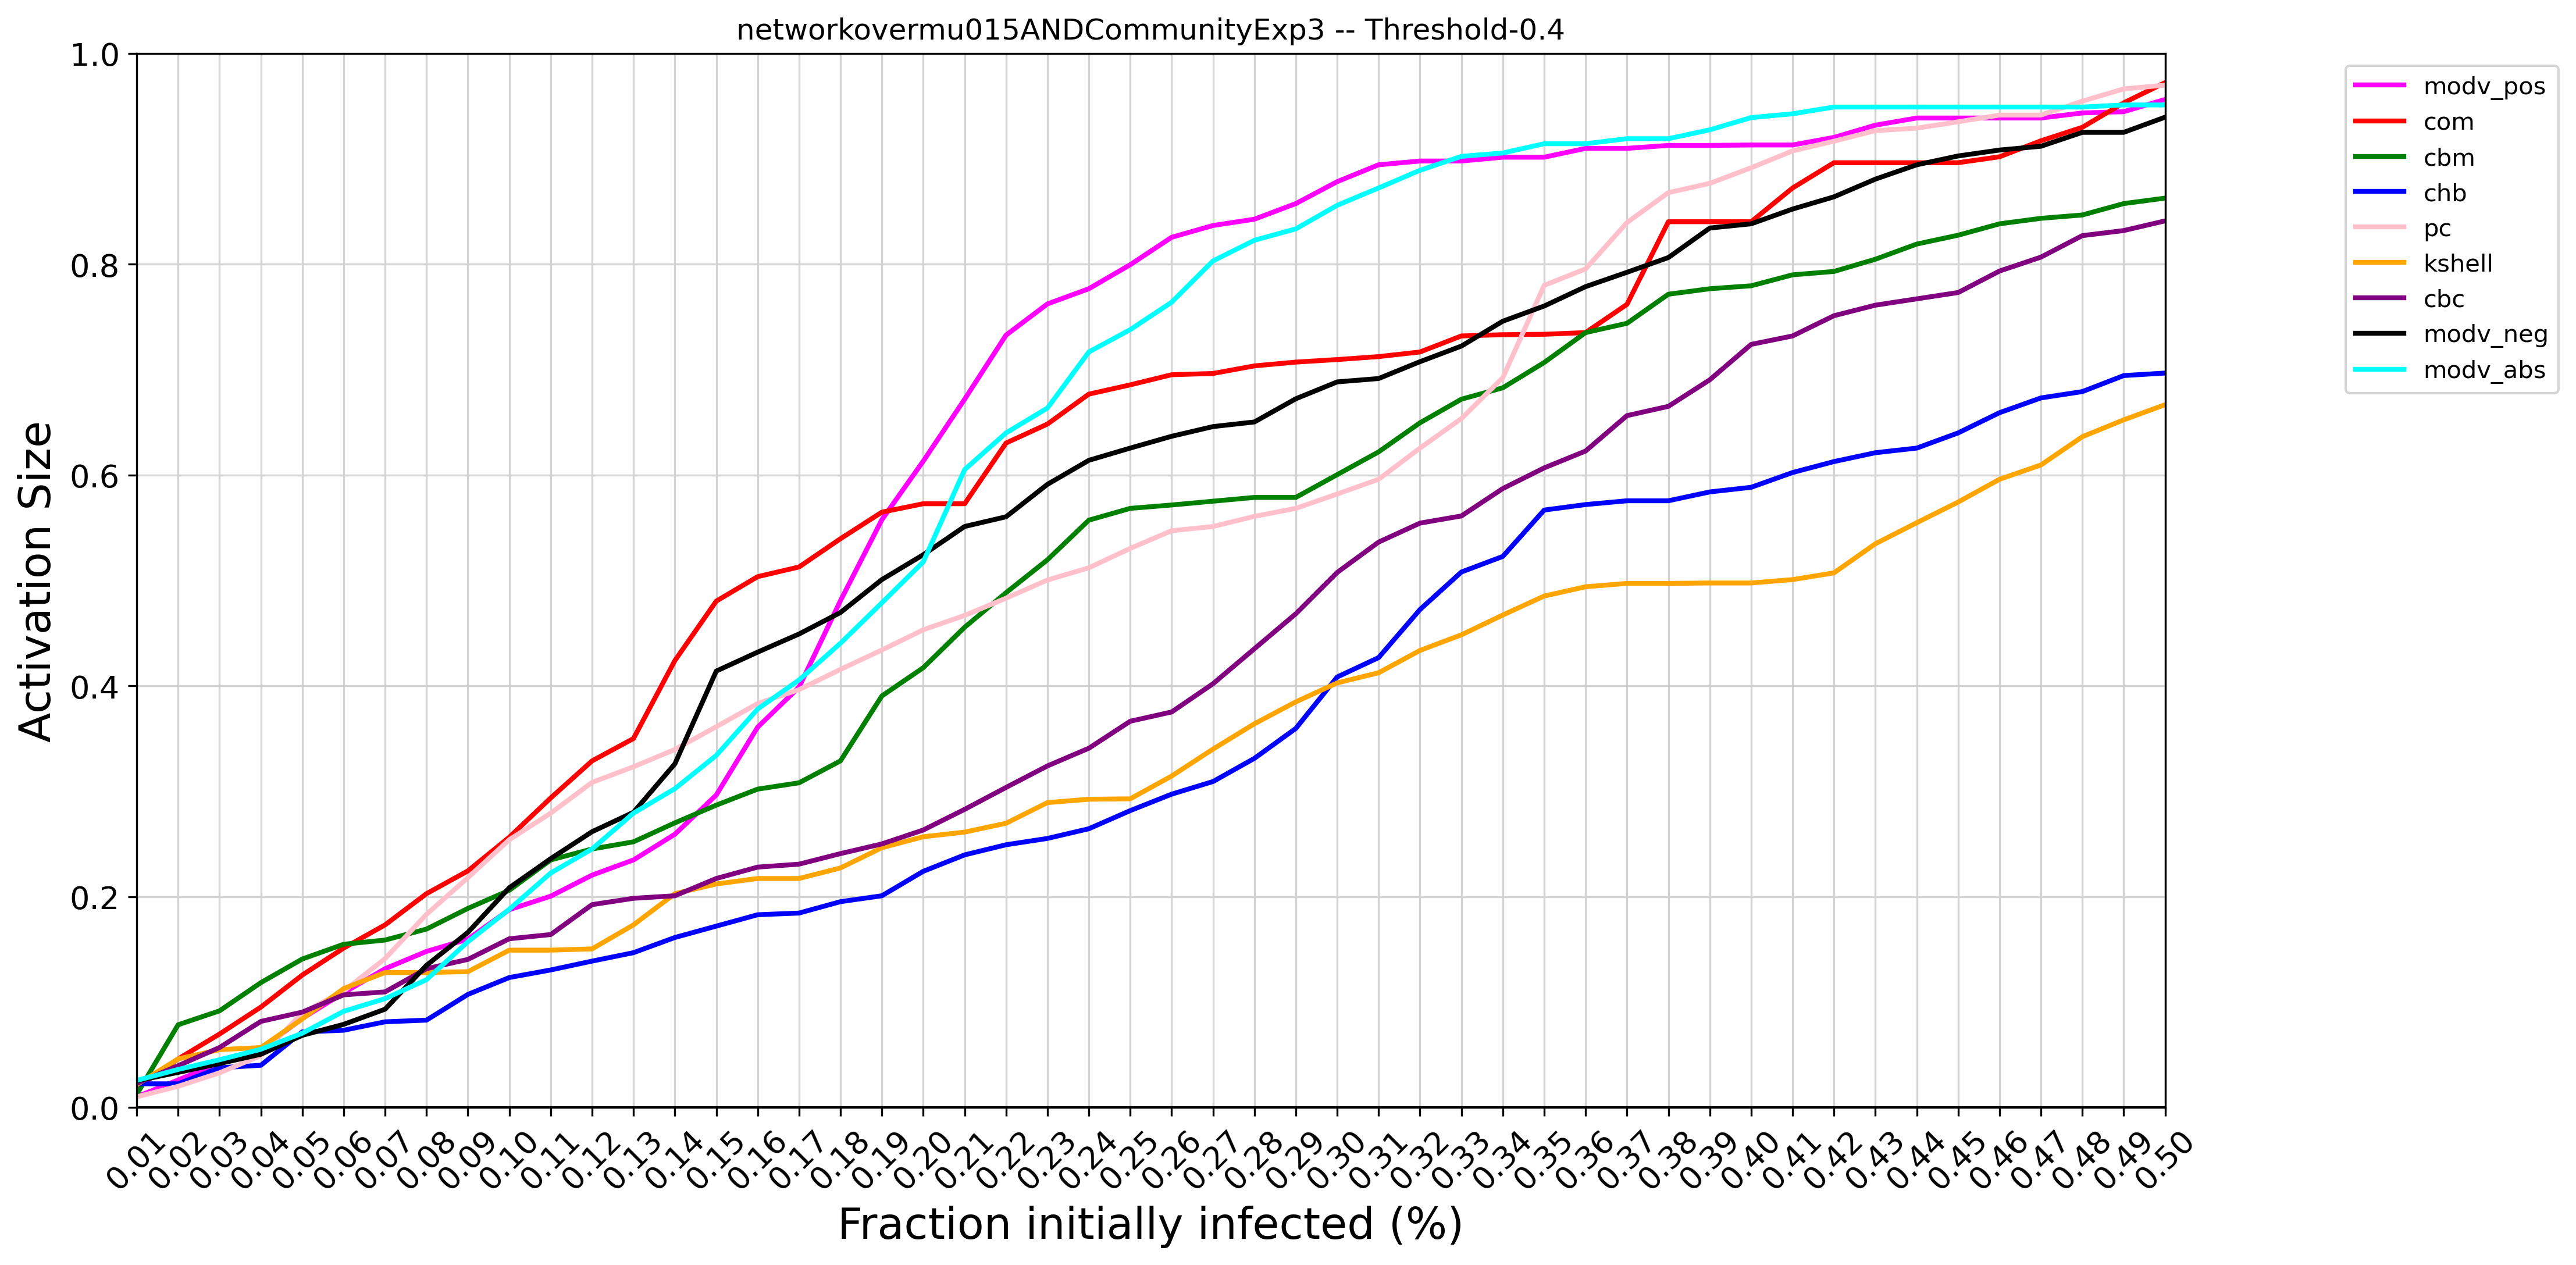 networkovermu015ANDCommunityExp3 -- Threshold-0.4
Activation Size
1.0
0.8
0.6
0.4
0.2
0.0
0.01 0.02 0.03 0.04 0.05 0.06 0.07 0.08 0.09 0.10 0.11 0.12 0.13 0.14 0.15 0.16 0.17 0.18 0.19 0.20 0.21 0.22 0.23 0.24 0.25 0.26 0.27 0.28 0.29 0.30 0.31 0.32 0.33 0.34 0.35 0.36 0.37 0.38 0.39 0.40 0.41 0.42 0.43 0.44 0.45 0.46 0.47 0.48 0.49 0.50
Fraction initially infected (%)
modv_pos
com
cbm
chb
pc
kshell
cbc
modv_neg
modv_abs